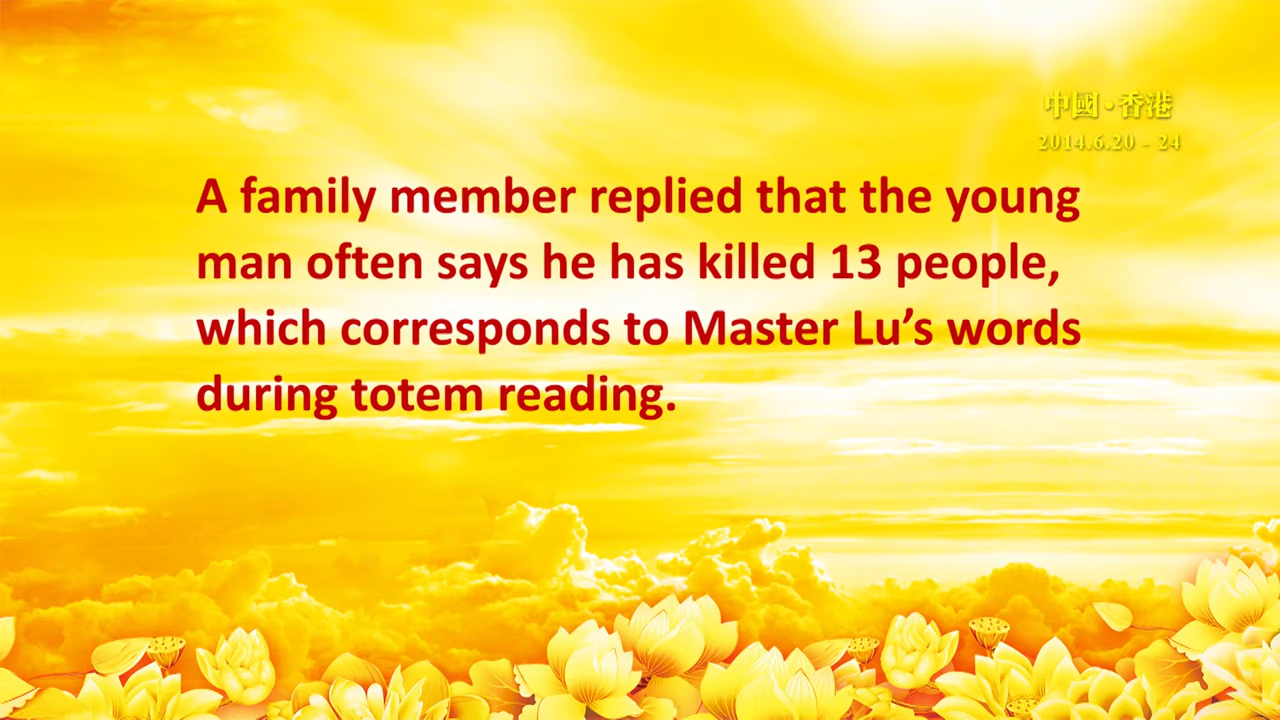 中國·香港
2014.6.20 - 24
A family member replied that the young
man often says he has killed 13 people,
which corresponds to Master Lu’s words
during totem reading.